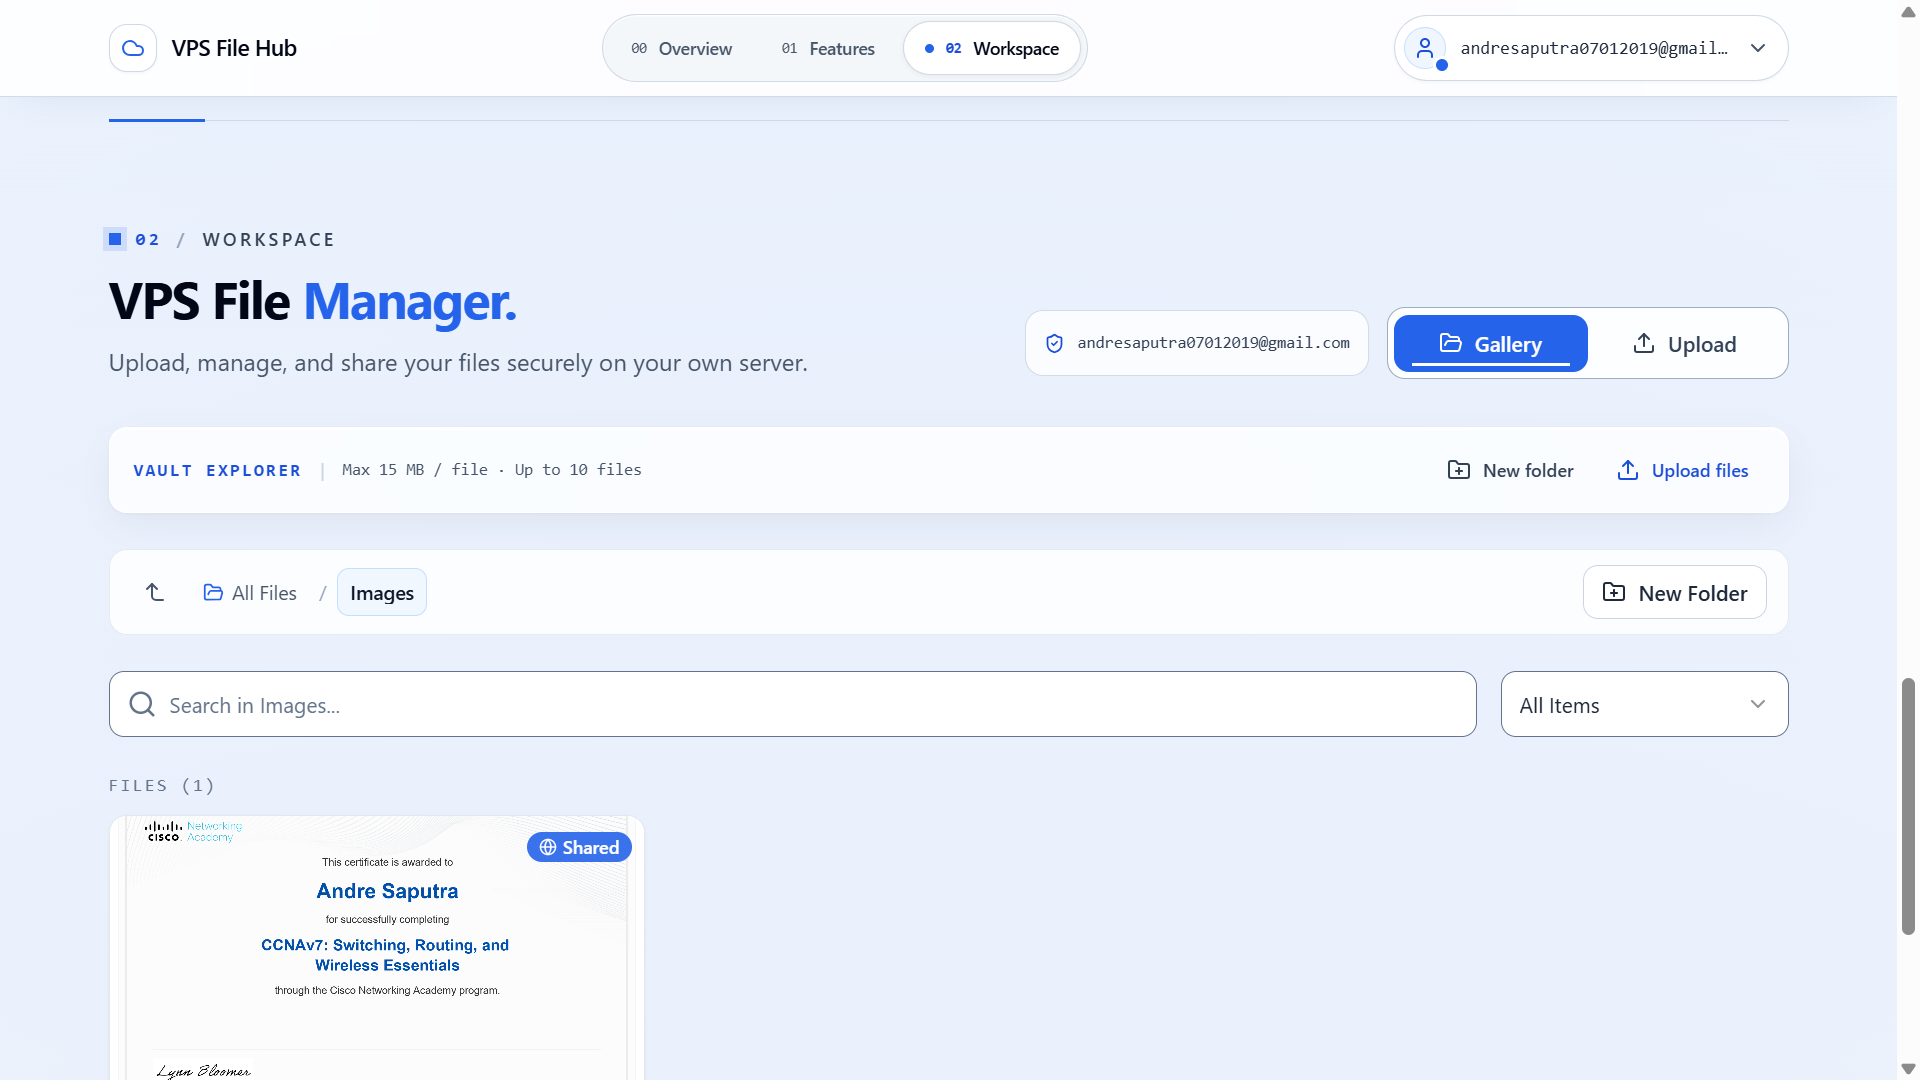 VPS File Hub
00 Overview
01 Features
02 Workspace
andresaputra07012019@gmail...
02 / WORKSPACE
VPS File Manager.
Upload, manage, and share your files securely on your own server.
andresaputra07012019@gmail.com
Gallery
Upload
VAULT EXPLORER | Max 15 MB / file · Up to 10 files
New folder
Upload files
All Files / Images
New Folder
Search in Images...
All Items
FILES (1)
cisco Networking Academy
Shared
This certificate is awarded to
Andre Saputra
for successfully completing
CCNAv7: Switching, Routing, and
Wireless Essentials
through the Cisco Networking Academy program.
Lynn Bloomer